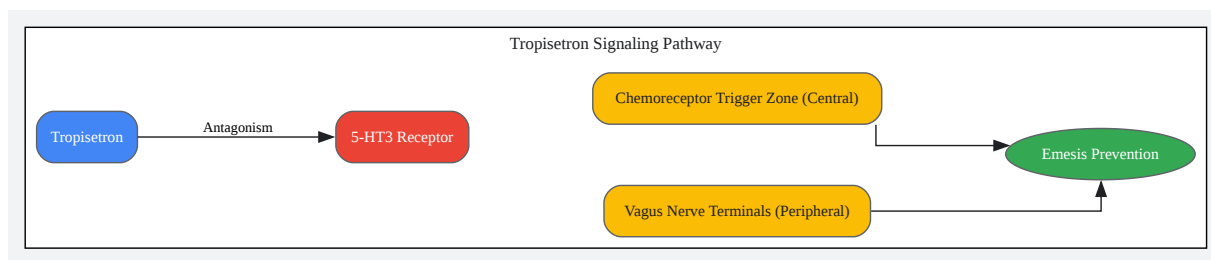 Tropisetron Signaling Pathway
Tropisetron
Antagonism
5-HT3 Receptor
Chemoreceptor Trigger Zone (Central)
Vagus Nerve Terminals (Peripheral)
Emesis Prevention